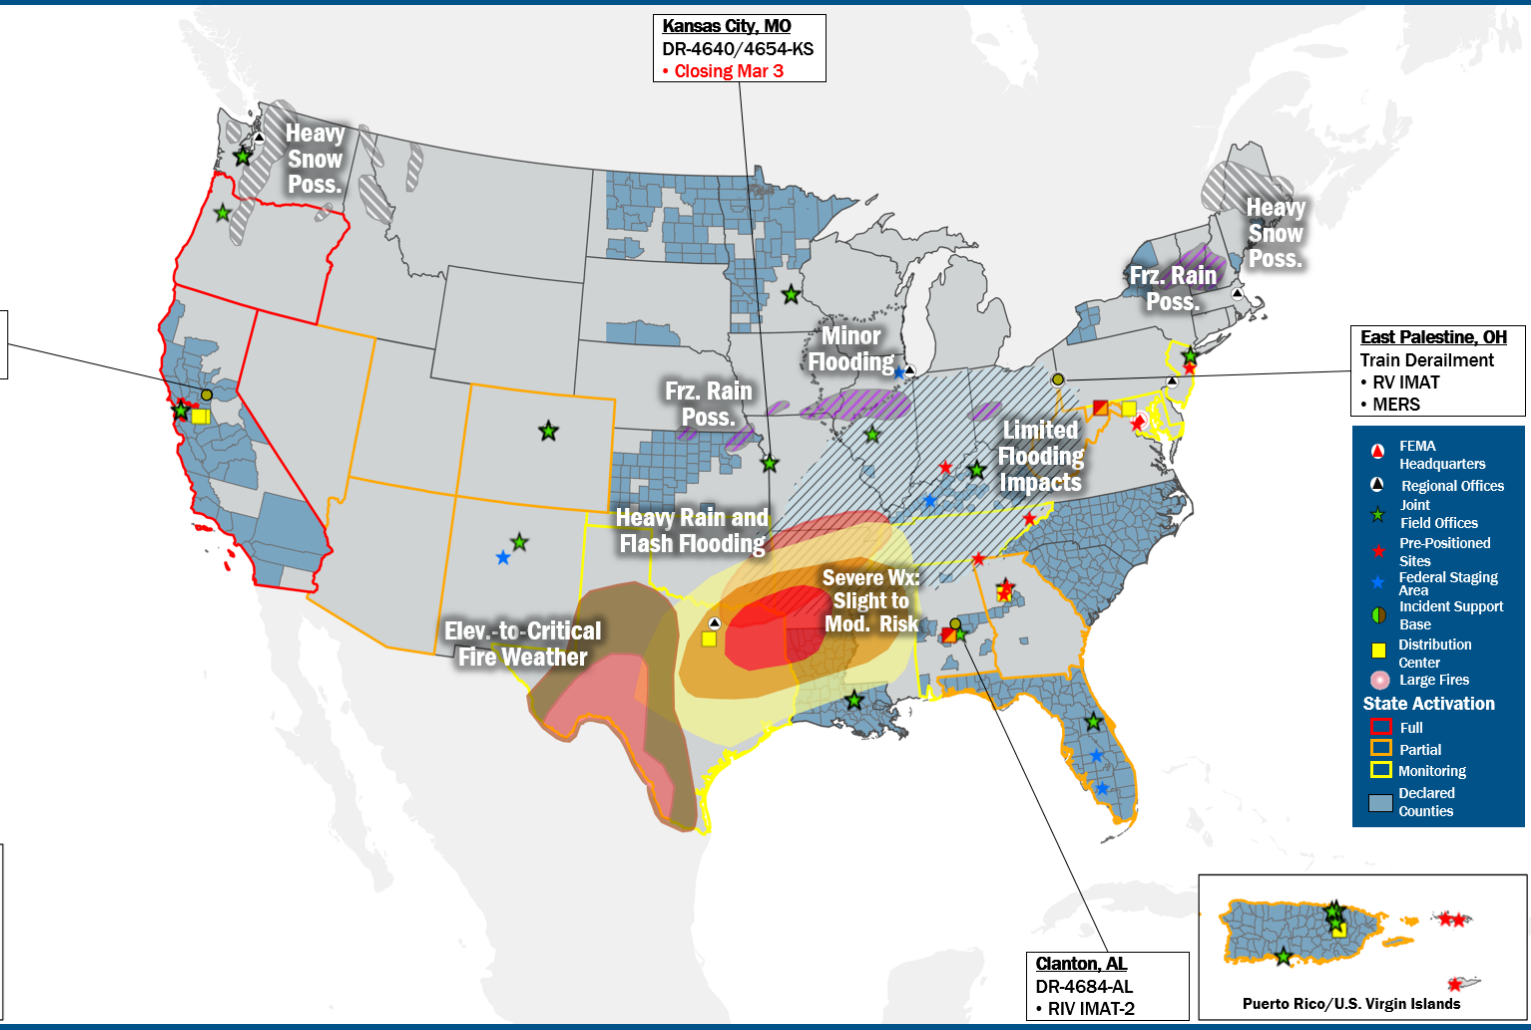 Kansas City, MO
DR-4640/4654-KS
• Closing Mar 3
Heavy
Snow
Poss.
Heavy
Snow
Poss.
Frz. Rain
Poss.
Minor
Flooding
East Palestine, OH
Train Derailment
• RV IMAT
• MERS
Frz. Rain
Poss.
Limited
Flooding
Impacts
Heavy Rain and
Flash Flooding
Severe Wx:
Slight to
Mod. Risk
Elev.-to-Critical
Fire Weather
FEMA
Headquarters
Regional Offices
Joint
Field Offices
Pre-Positioned
Sites
Federal Staging
Area
Incident Support
Base
Distribution
Center
Large Fires
State Activation
Full
Partial
Monitoring
Declared
Counties
Clanton, AL
DR-4684-AL
• RIV IMAT-2
Puerto Rico/U.S. Virgin Islands